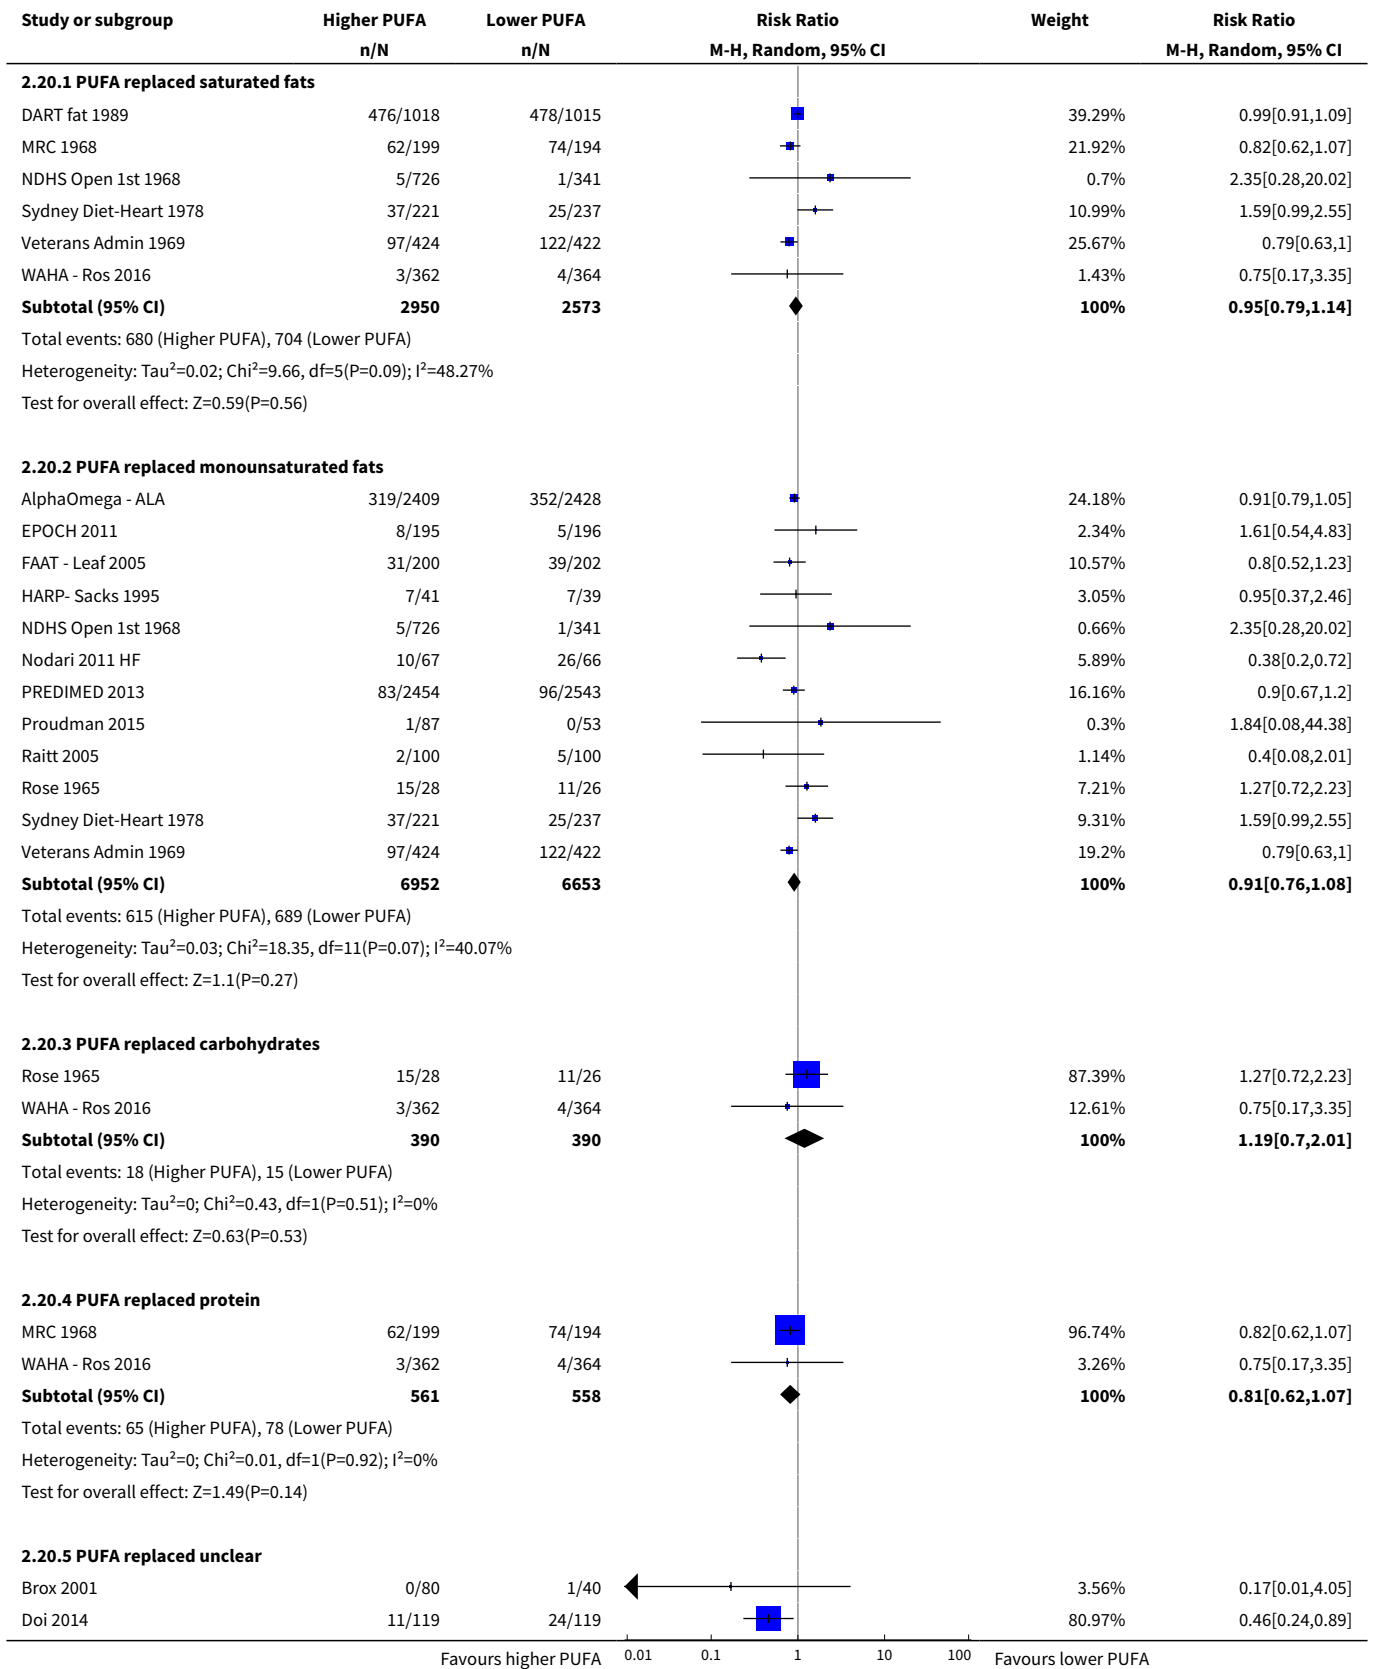 Study or subgroup Higher PUFA Lower PUFA Risk Ratio Weight Risk Ratio
n/N n/N M-H, Random, 95% CI M-H, Random, 95% CI
2.20.1 PUFA replaced saturated fats
DART fat 1989 476/1018 478/1015 39.29% 0.99[0.91,1.09]
MRC 1968 62/199 74/194 21.92% 0.82[0.62,1.07]
NDHS Open 1st 1968 5/726 1/341 0.7% 2.35[0.28,20.02]
Sydney Diet-Heart 1978 37/221 25/237 10.99% 1.59[0.99,2.55]
Veterans Admin 1969 97/424 122/422 25.67% 0.79[0.63,1]
WAHA - Ros 2016 3/362 4/364 1.43% 0.75[0.17,3.35]
Subtotal (95% CI) 2950 2573 100% 0.95[0.79,1.14]
Total events: 680 (Higher PUFA), 704 (Lower PUFA)
Heterogeneity: Tau²=0.02; Chi²=9.66, df=5(P=0.09); I²=48.27%
Test for overall effect: Z=0.59(P=0.56)
2.20.2 PUFA replaced monounsaturated fats
AlphaOmega - ALA 319/2409 352/2428 24.18% 0.91[0.79,1.05]
EPOCH 2011 8/195 5/196 2.34% 1.61[0.54,4.83]
FAAT - Leaf 2005 31/200 39/202 10.57% 0.8[0.52,1.23]
HARP- Sacks 1995 7/41 7/39 3.05% 0.95[0.37,2.46]
NDHS Open 1st 1968 5/726 1/341 0.66% 2.35[0.28,20.02]
Nodari 2011 HF 10/67 26/66 5.89% 0.38[0.2,0.72]
PREDIMED 2013 83/2454 96/2543 16.16% 0.9[0.67,1.2]
Proudman 2015 1/87 0/53 0.3% 1.84[0.08,44.38]
Raitt 2005 2/100 5/100 1.14% 0.4[0.08,2.01]
Rose 1965 15/28 11/26 7.21% 1.27[0.72,2.23]
Sydney Diet-Heart 1978 37/221 25/237 9.31% 1.59[0.99,2.55]
Veterans Admin 1969 97/424 122/422 19.2% 0.79[0.63,1]
Subtotal (95% CI) 6952 6653 100% 0.91[0.76,1.08]
Total events: 615 (Higher PUFA), 689 (Lower PUFA)
Heterogeneity: Tau²=0.03; Chi²=18.35, df=11(P=0.07); I²=40.07%
Test for overall effect: Z=1.1(P=0.27)
2.20.3 PUFA replaced carbohydrates
Rose 1965 15/28 11/26 87.39% 1.27[0.72,2.23]
WAHA - Ros 2016 3/362 4/364 12.61% 0.75[0.17,3.35]
Subtotal (95% CI) 390 390 100% 1.19[0.7,2.01]
Total events: 18 (Higher PUFA), 15 (Lower PUFA)
Heterogeneity: Tau²=0; Chi²=0.43, df=1(P=0.51); I²=0%
Test for overall effect: Z=0.63(P=0.53)
2.20.4 PUFA replaced protein
MRC 1968 62/199 74/194 96.74% 0.82[0.62,1.07]
WAHA - Ros 2016 3/362 4/364 3.26% 0.75[0.17,3.35]
Subtotal (95% CI) 561 558 100% 0.81[0.62,1.07]
Total events: 65 (Higher PUFA), 78 (Lower PUFA)
Heterogeneity: Tau²=0; Chi²=0.01, df=1(P=0.92); I²=0%
Test for overall effect: Z=1.49(P=0.14)
2.20.5 PUFA replaced unclear
Brox 2001 0/80 1/40 3.56% 0.17[0.01,4.05]
Doi 2014 11/119 24/119 80.97% 0.46[0.24,0.89]
Favours higher PUFA 0.01 0.1 1 10 100 Favours lower PUFA